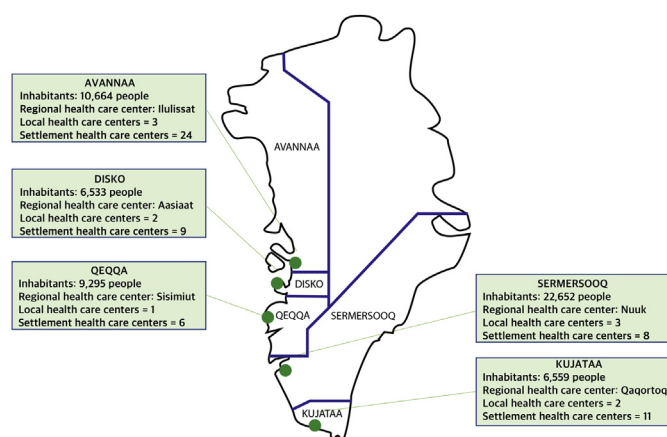 AVANNAA
Inhabitants: 10,664 people
Regional health care center: Ilulissat
Local health care centers = 3
Settlement health care centers = 24
DISKO
Inhabitants: 6,533 people
Regional health care center: Aasiaat
Local health care centers = 2
Settlement health care centers = 9
QEQQA
Inhabitants: 9,295 people
Regional health care center: Sisimiut
Local health care centers = 1
Settlement health care centers = 6
AVANNAA
DISKO
QEQQA
SERMERSOOQ
KUJATAA
SERMERSOOQ
Inhabitants: 22,652 people
Regional health care center: Nuuk
Local health care centers = 3
Settlement health care centers = 8
KUJATAA
Inhabitants: 6,559 people
Regional health care center: Qaqortoq
Local health care centers = 2
Settlement health care centers = 11